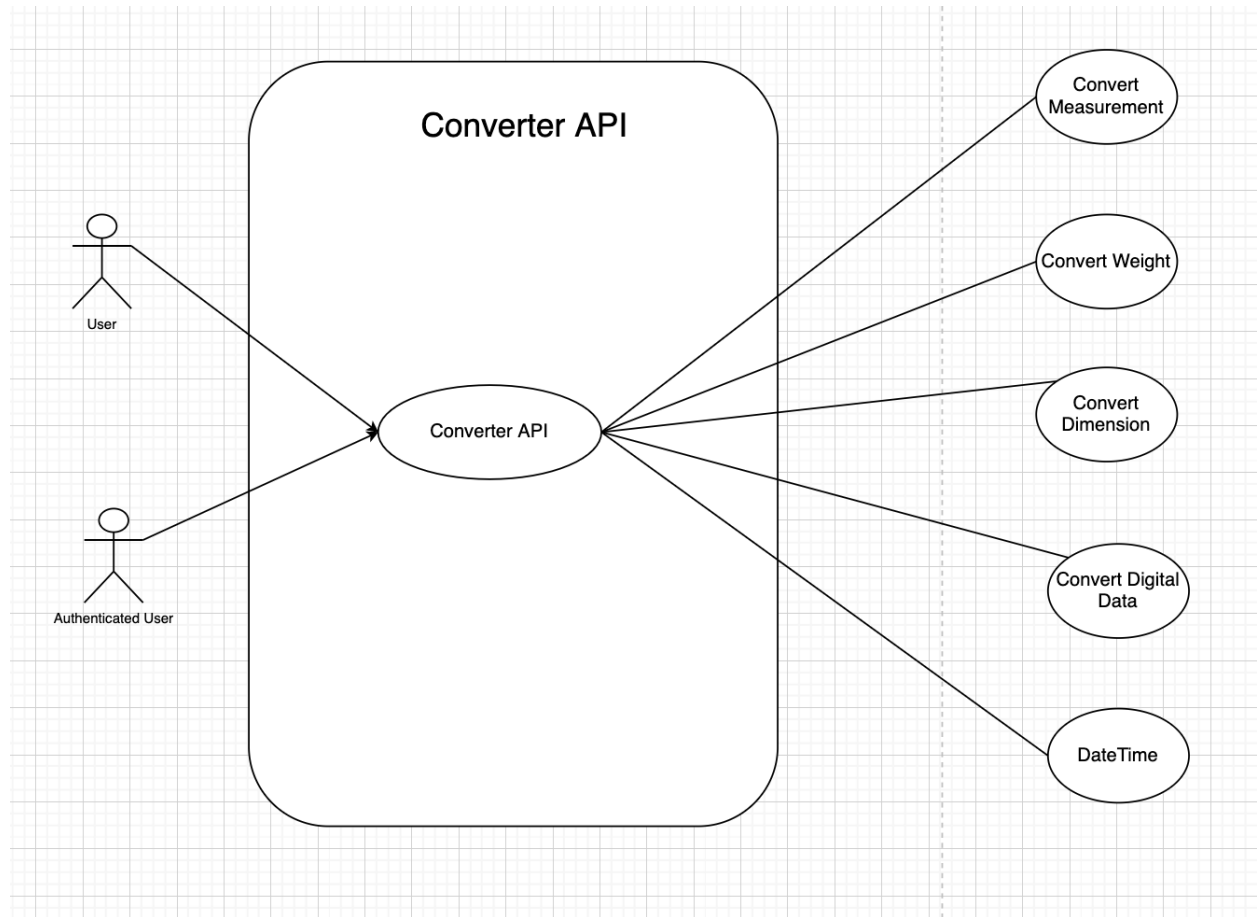 Converter API
User
Authenticated User
Converter API
Convert
Measurement
Convert Weight
Convert
Dimension
Convert Digital
Data
DateTime